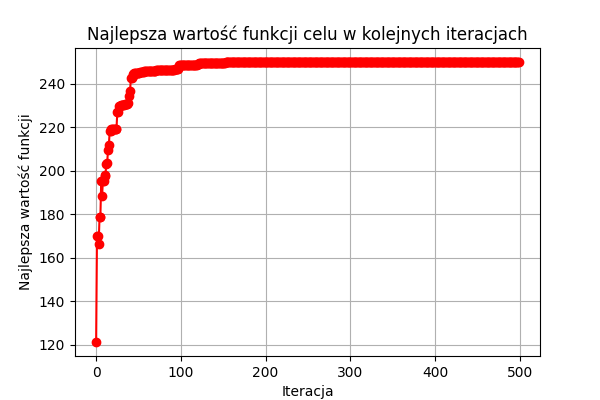 Najlepsza wartość funkcji celu w kolejnych iteracjach
Najlepsza wartość funkcji
240
220
200
180
160
140
120
0 100 200 300 400 500
Iteracja